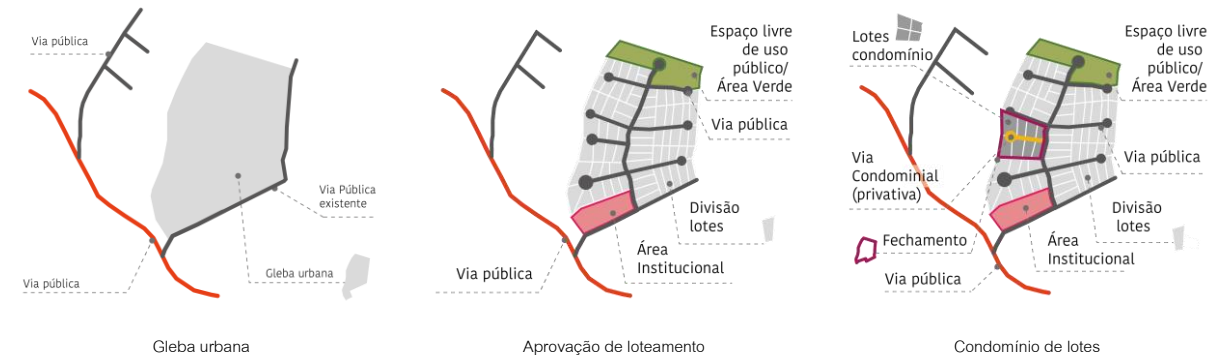 Via pública
Via Pública
existente
Gleba urbana
Via pública
Gleba urbana
Espaço livre
de uso
público/
Área Verde
Via pública
Divisão
lotes
Área
Institucional
Via pública
Aprovação de loteamento
Lotes
condomínio
Espaço livre
de uso
público/
Área Verde
Via
Condominial
(privativa)
Via pública
Divisão
lotes
Fechamento
Área
Institucional
Via pública
Condomínio de lotes